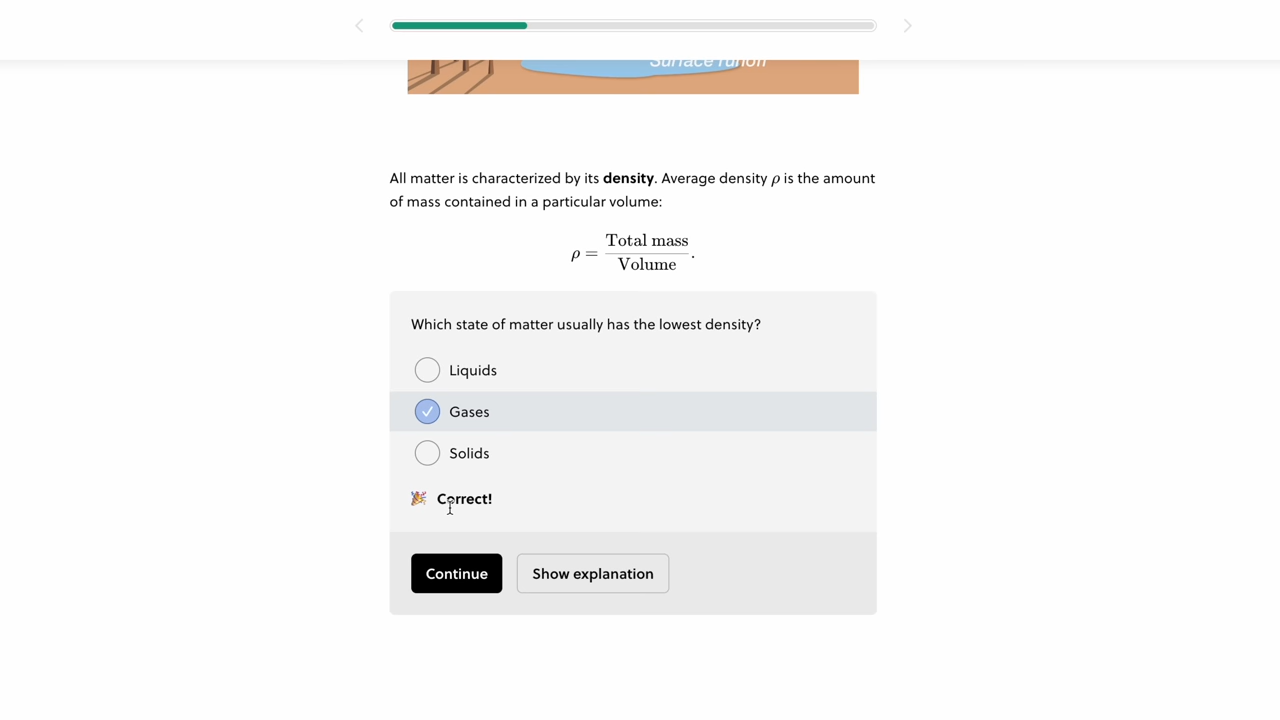 Surface runoff
All matter is characterized by its density. Average density ρ is the amount
of mass contained in a particular volume:
ρ = Total mass / Volume.
Which state of matter usually has the lowest density?
Liquids
Gases
Solids
Correct!
Continue
Show explanation